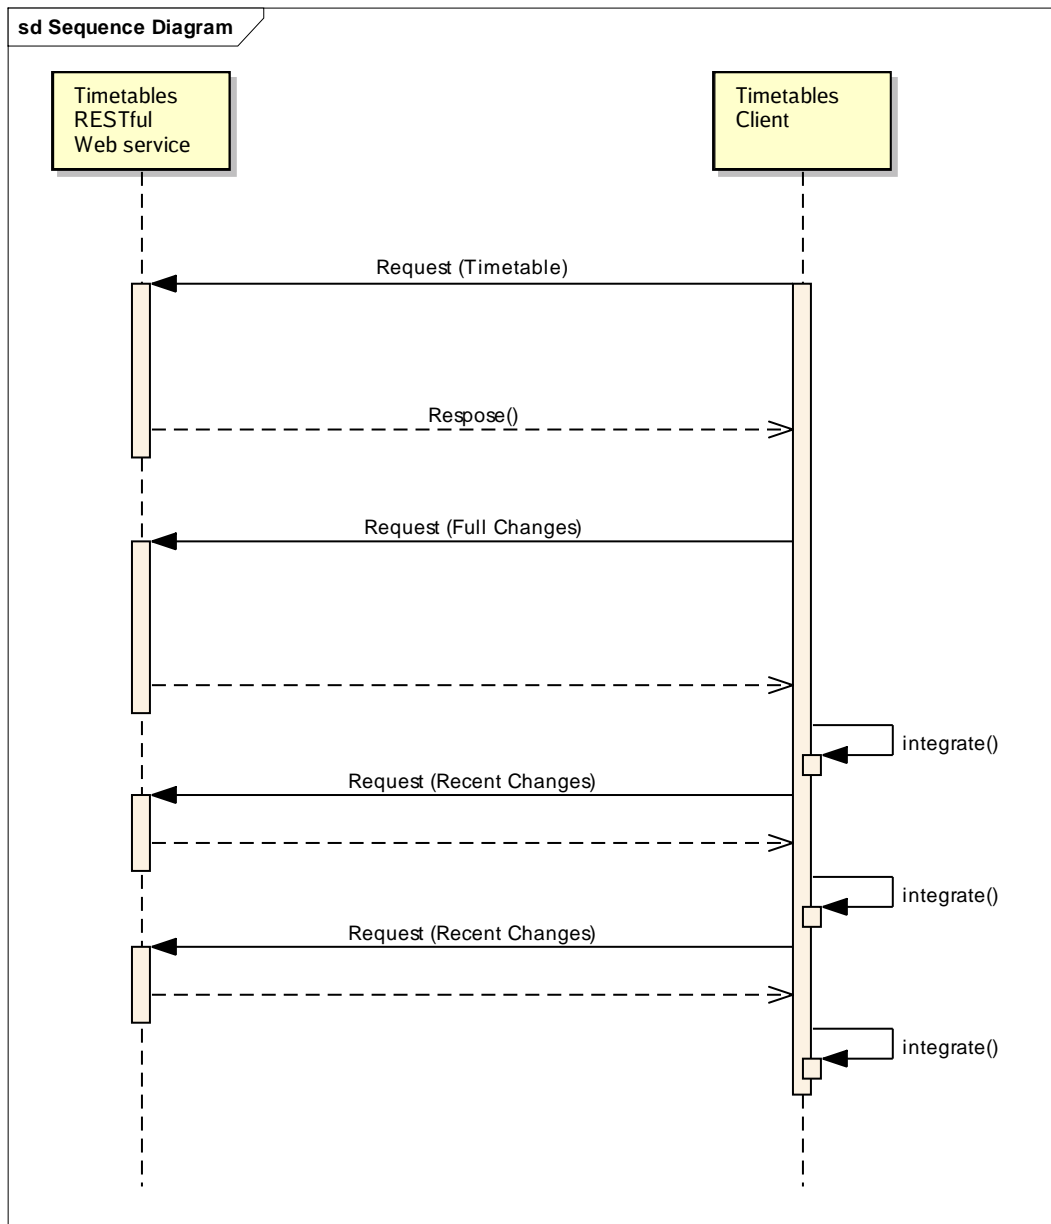 sd Sequence Diagram
Timetables
RESTful
Web service
Timetables
Client
Request (Timetable)
Respose()
Request (Full Changes)
integrate()
Request (Recent Changes)
integrate()
Request (Recent Changes)
integrate()